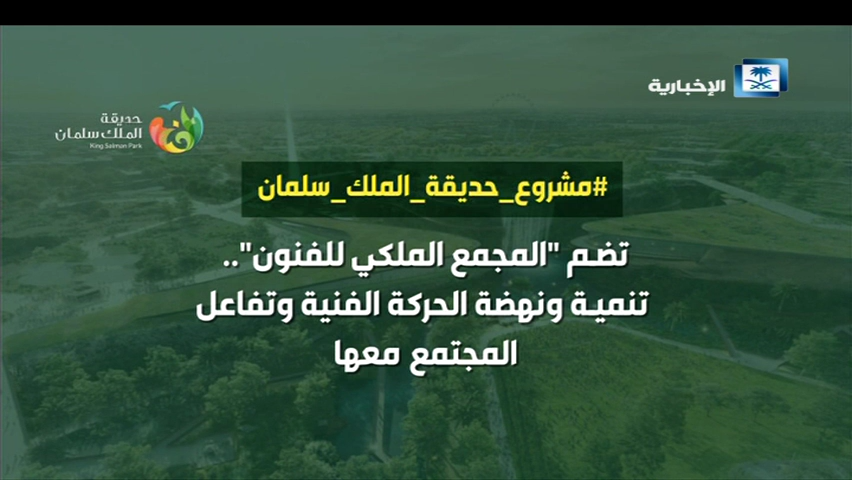 الإخبارية
حديقة
الملك سلمان
King Salman Park
#مشروع_حديقة_الملك_سلمان
تضم "المجمع الملكي للفنون"..
تنمية ونهضة الحركة الفنية وتفاعل
المجتمع معها